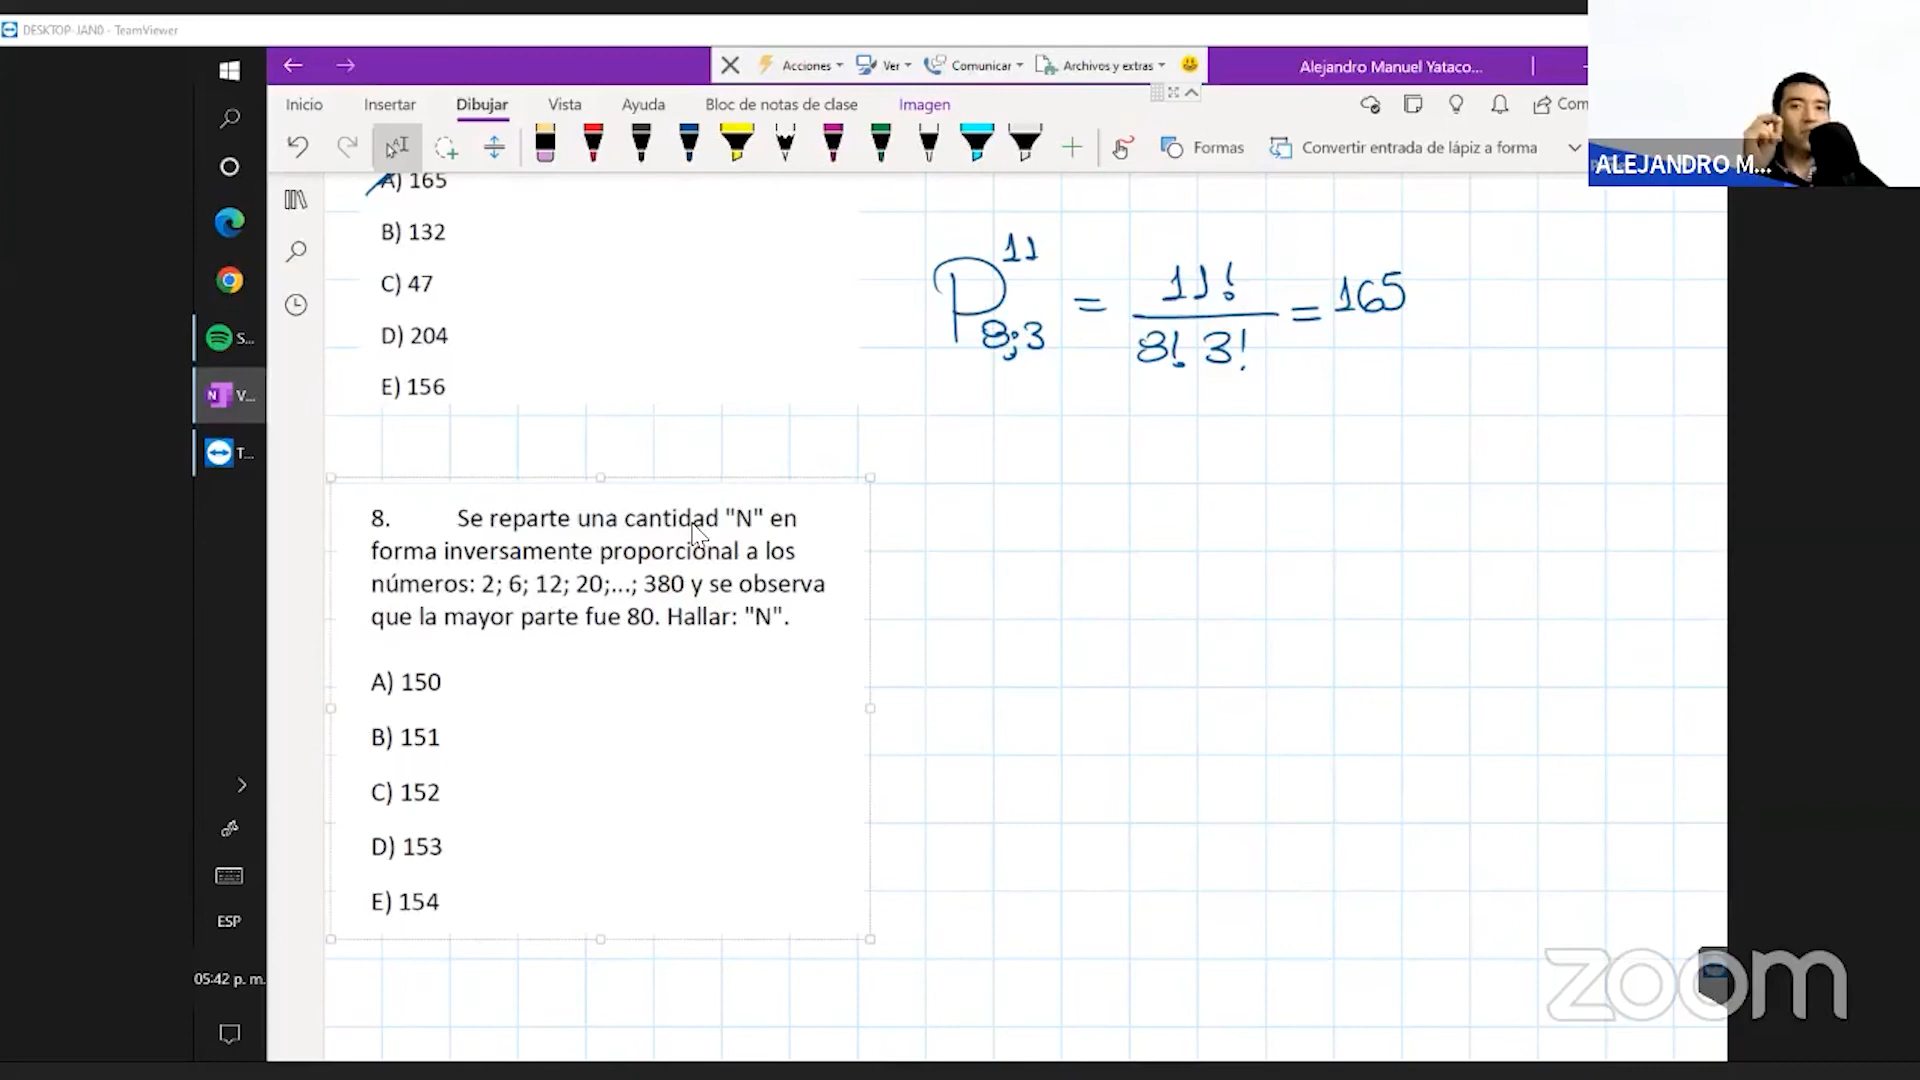 DESKTOP-JAND - TeamViewer
Acciones
Ver
Comunicar
Archivos y extras
Alejandro Manuel Yataco...
Inicio
Insertar
Dibujar
Vista
Ayuda
Bloc de notas de clase
Imagen
Com
Formas
Convertir entrada de lápiz a forma
ALEJANDRO M...
S...
V...
T...
ESP
05:42 p. m.
A) 165
B) 132
C) 47
D) 204
E) 156
P 11 8;3 = 11! / 8! 3! = 165
8. Se reparte una cantidad "N" en
forma inversamente proporcional a los
números: 2; 6; 12; 20;...; 380 y se observa
que la mayor parte fue 80. Hallar: "N".
A) 150
B) 151
C) 152
D) 153
E) 154
zoom